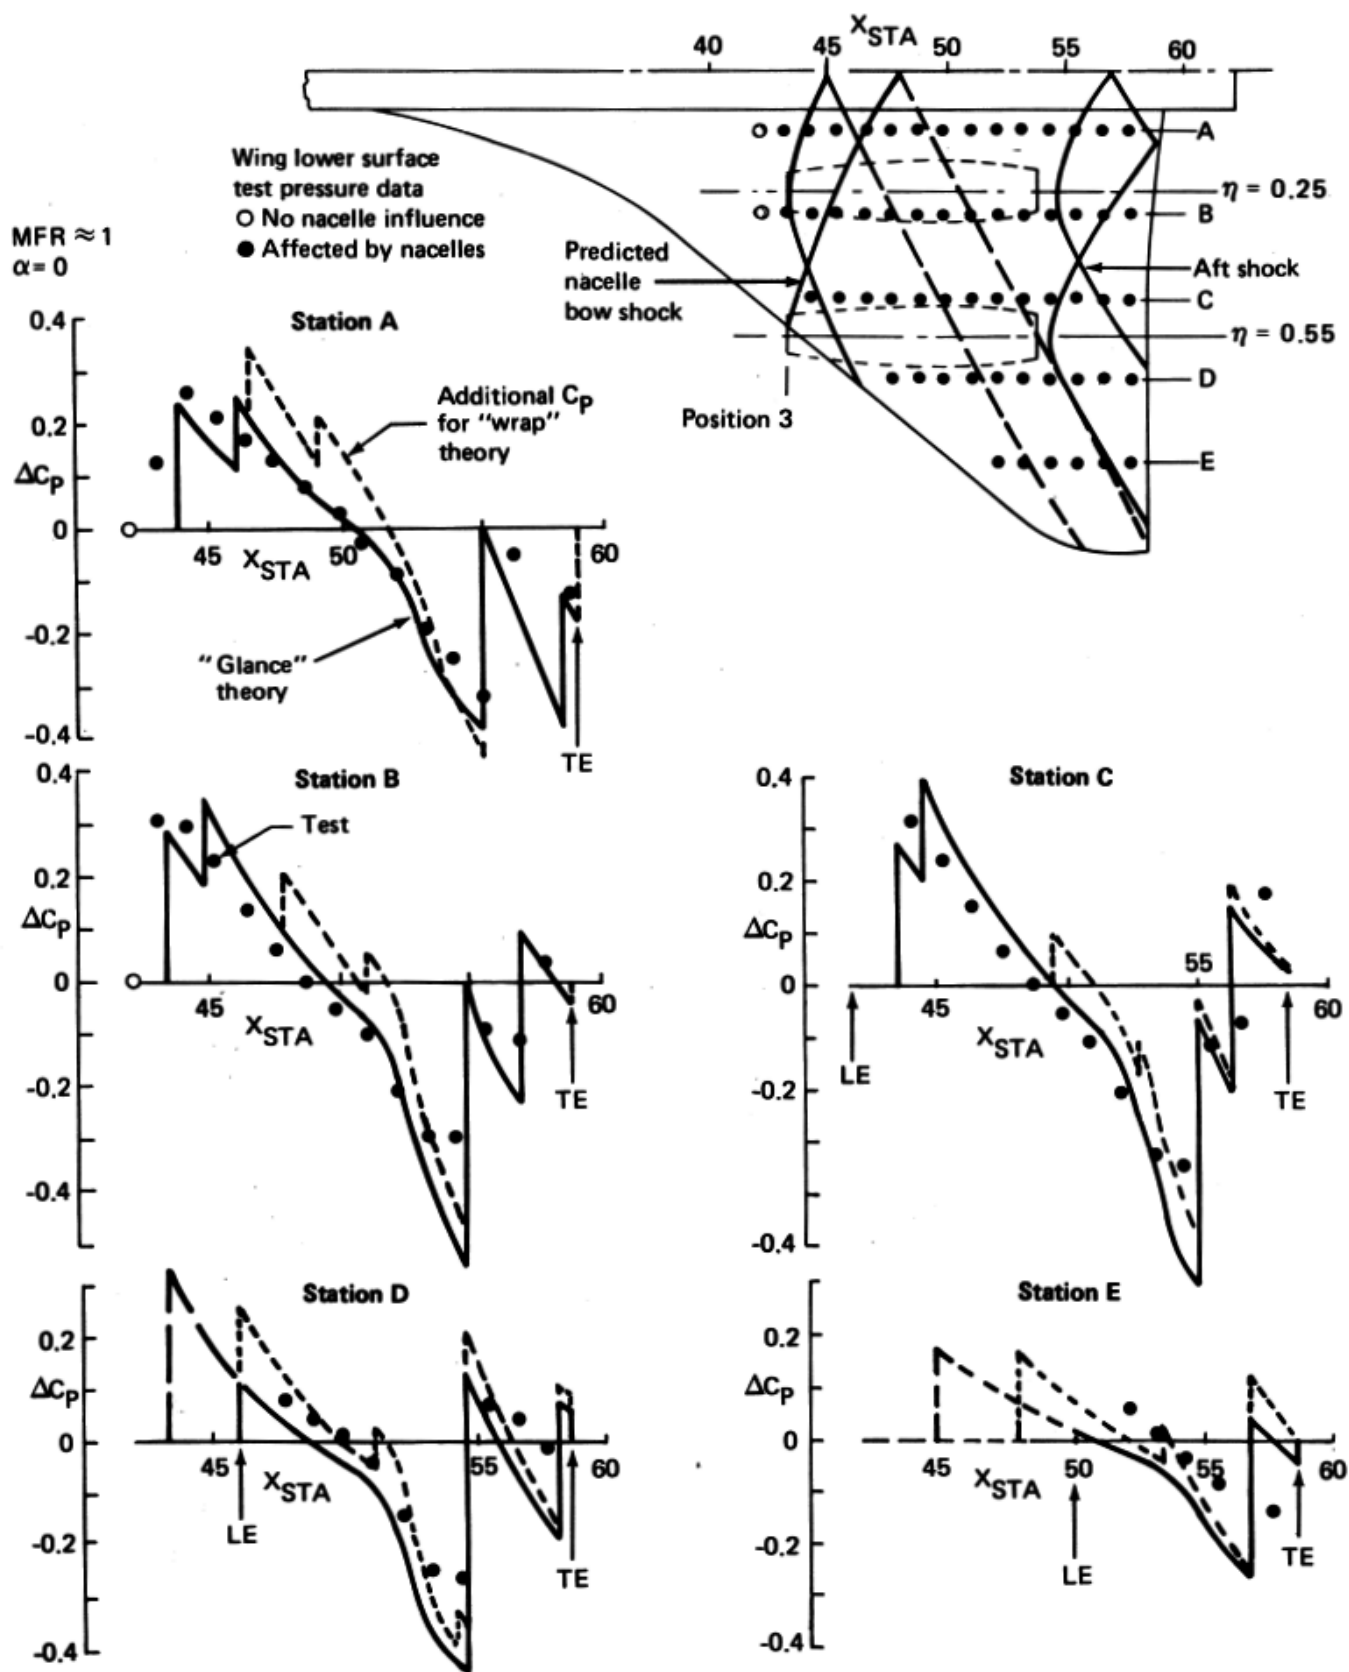 X_STA
40 45 50 55 60
A
η = 0.25
B
Aft shock
C
η = 0.55
D
E
Predicted
nacelle
bow shock
Position 3
Wing lower surface
test pressure data
○ No nacelle influence
● Affected by nacelles
MFR ≈ 1
α = 0
Station A
0.4
0.2
ΔC_P
0
-0.2
-0.4
45 X_STA 50 60
Additional C_P
for "wrap"
theory
"Glance"
theory
TE
Station B
0.4
0.2
ΔC_P
0
-0.2
-0.4
Test
45 60
X_STA
TE
Station C
0.4
0.2
ΔC_P
0
-0.2
-0.4
55
45 60
X_STA
LE
TE
Station D
0.2
ΔC_P
0
-0.2
-0.4
45 55 60
X_STA
LE
TE
Station E
0.2
ΔC_P
0
-0.2
-0.4
45 50 55 60
X_STA
LE
TE